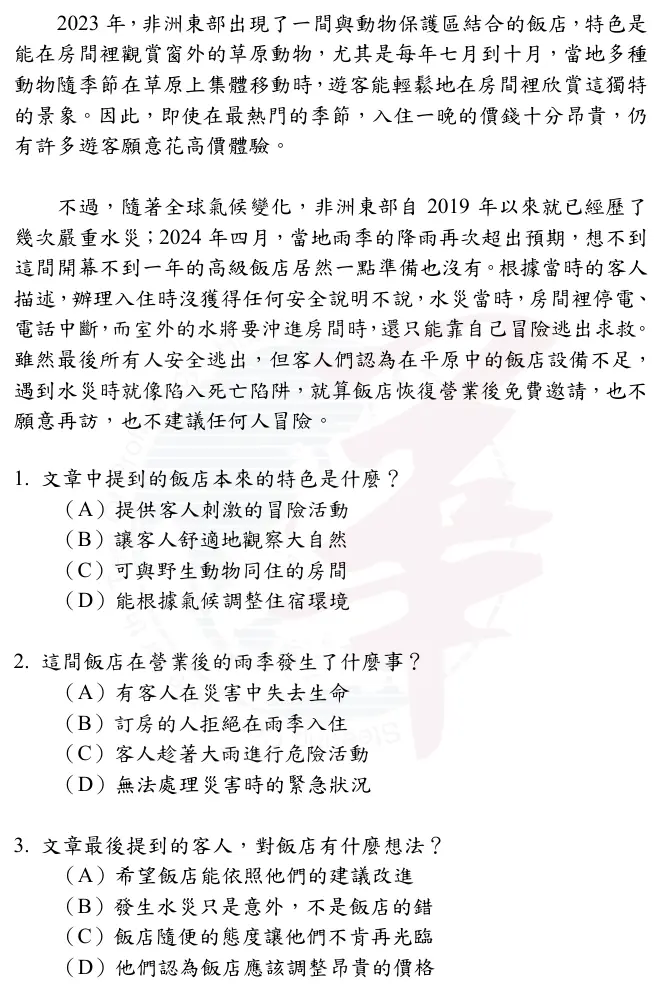 2023 年，非洲東部出現了一間與動物保護區結合的飯店，特色是
能在房間裡觀賞窗外的草原動物，尤其是每年七月到十月，當地多種
動物隨季節在草原上集體移動時，遊客能輕鬆地在房間裡欣賞這獨特
的景象。因此，即使在最熱門的季節，入住一晚的價錢十分昂貴，仍
有許多遊客願意花高價體驗。
不過，隨著全球氣候變化，非洲東部自 2019 年以來就已經歷了
幾次嚴重水災；2024 年四月，當地雨季的降雨再次超出預期，想不到
這間開幕不到一年的高級飯店居然一點準備也沒有。根據當時的客人
描述，辦理入住時沒獲得任何安全說明不說，水災當時，房間裡停電、
電話中斷，而室外的水將要沖進房間時，還只能靠自己冒險逃出求救。
雖然最後所有人安全逃出，但客人們認為在平原中的飯店設備不足，
遇到水災時就像陷入死亡陷阱，就算飯店恢復營業後免費邀請，也不
願意再訪，也不建議任何人冒險。
1. 文章中提到的飯店本來的特色是什麼？
（A）提供客人刺激的冒險活動
（B）讓客人舒適地觀察大自然
（C）可與野生動物同住的房間
（D）能根據氣候調整住宿環境
2. 這間飯店在營業後的雨季發生了什麼事？
（A）有客人在災害中失去生命
（B）訂房的人拒絕在雨季入住
（C）客人趁著大雨進行危險活動
（D）無法處理災害時的緊急狀況
3. 文章最後提到的客人，對飯店有什麼想法？
（A）希望飯店能依照他們的建議改進
（B）發生水災只是意外，不是飯店的錯
（C）飯店隨便的態度讓他們不肯再光臨
（D）他們認為飯店應該調整昂貴的價格